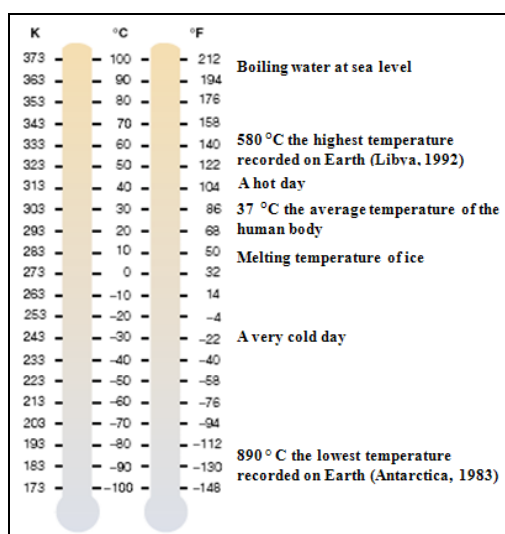 K °C °F
373 100 212 Boiling water at sea level
363 90 194
353 80 176
343 70 158
580 °C the highest temperature
333 60 140
recorded on Earth (Libva, 1992)
323 50 122
313 40 104 A hot day
303 30 86 37 °C the average temperature of the
human body
293 20 68
283 10 50 Melting temperature of ice
273 0 32
263 -10 14
253 -20 -4
243 -30 -22 A very cold day
233 -40 -40
223 -50 -58
213 -60 -76
203 -70 -94
193 -80 -112 890 ° C the lowest temperature
183 -90 -130 recorded on Earth (Antarctica, 1983)
173 -100 -148